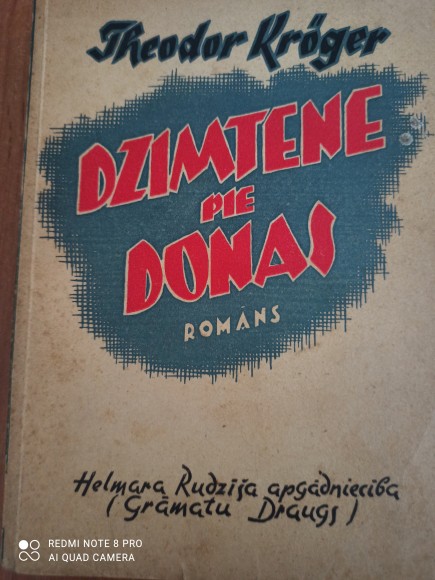 Theodor Kröger
DZIMTENE
PIE
DONAS
ROMĀNS
Helmara Rudzīša apgādniecība
(Grāmatu Draugs)
REDMI NOTE 8 PRO
AI QUAD CAMERA